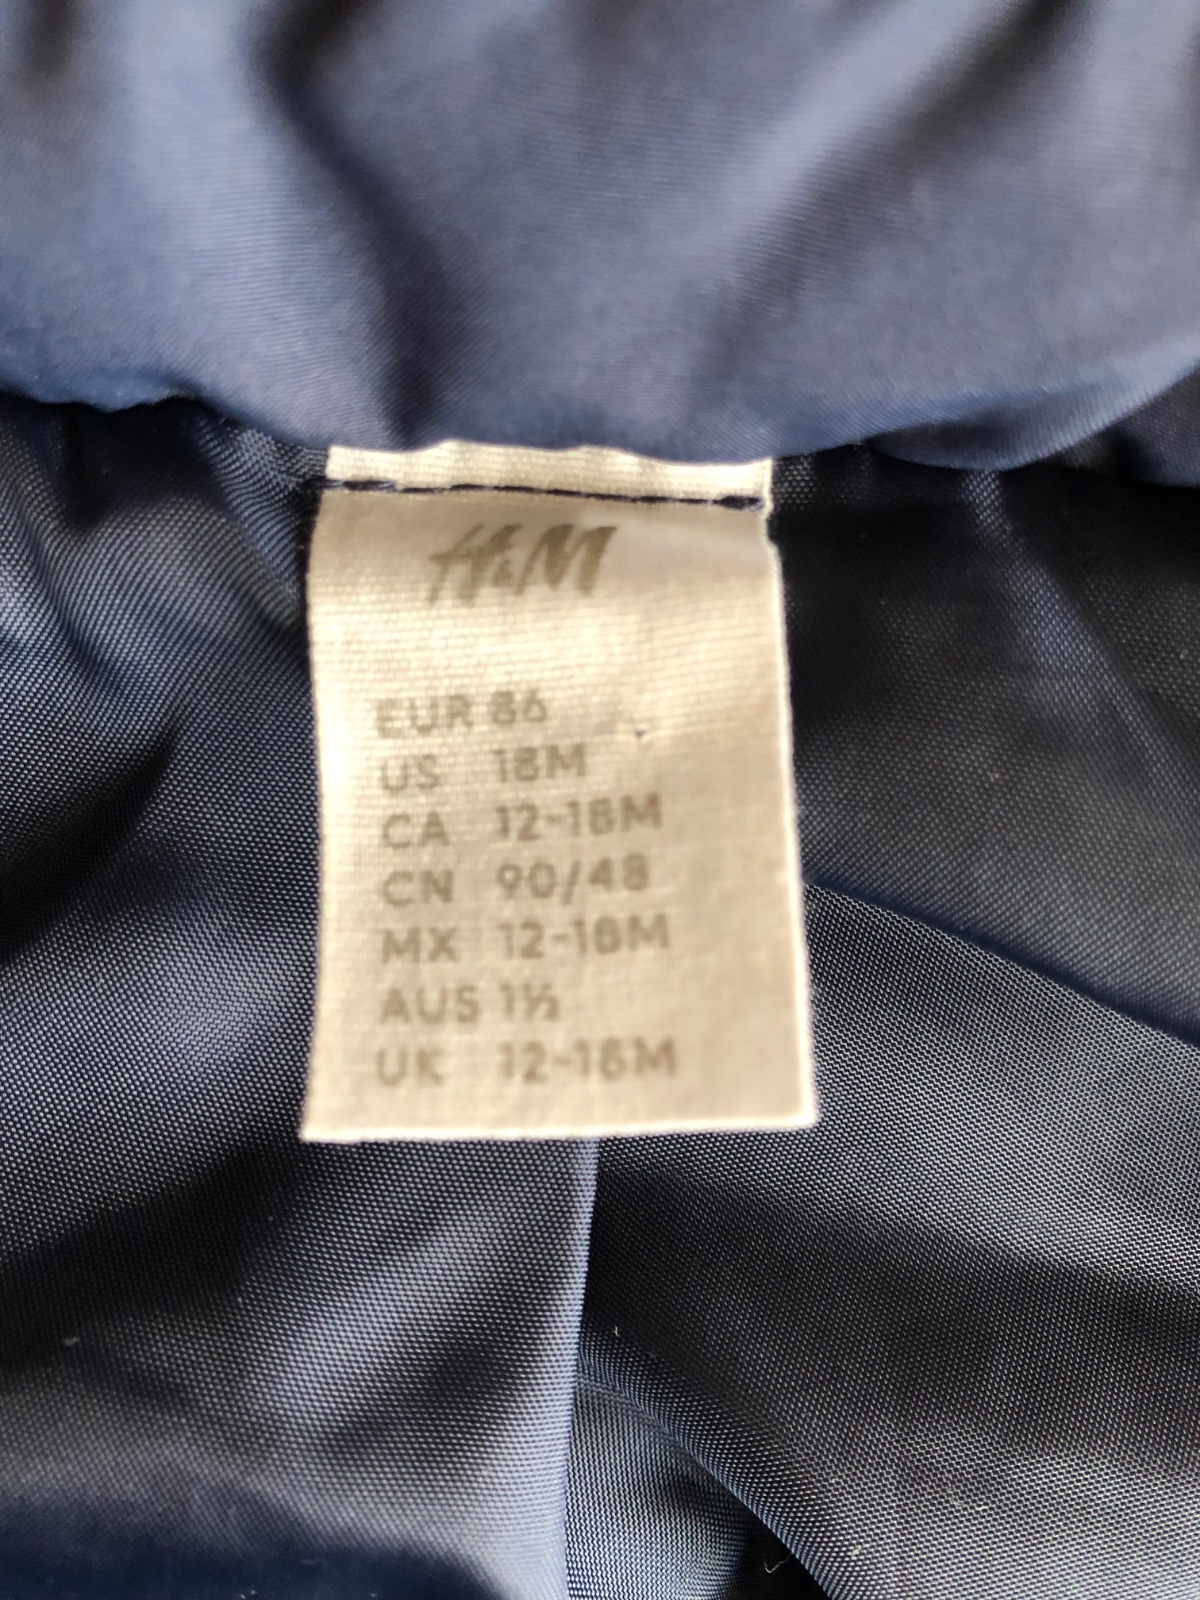 H&M
EUR 86
US 18M
CA 12-18M
CN 90/48
MX 12-18M
AUS 1½
UK 12-18M